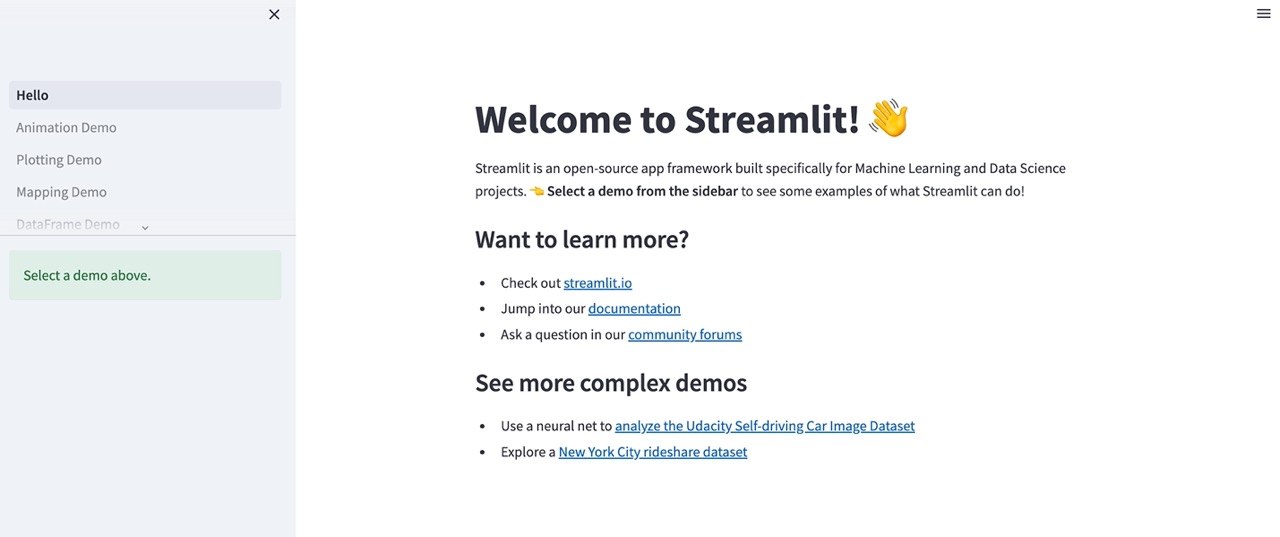 Hello
Animation Demo
Plotting Demo
Mapping Demo
DataFrame Demo
Select a demo above.
Welcome to Streamlit! 👋
Streamlit is an open-source app framework built specifically for Machine Learning and Data Science
projects. 👈 Select a demo from the sidebar to see some examples of what Streamlit can do!
Want to learn more?
• Check out streamlit.io
• Jump into our documentation
• Ask a question in our community forums
See more complex demos
• Use a neural net to analyze the Udacity Self-driving Car Image Dataset
• Explore a New York City rideshare dataset